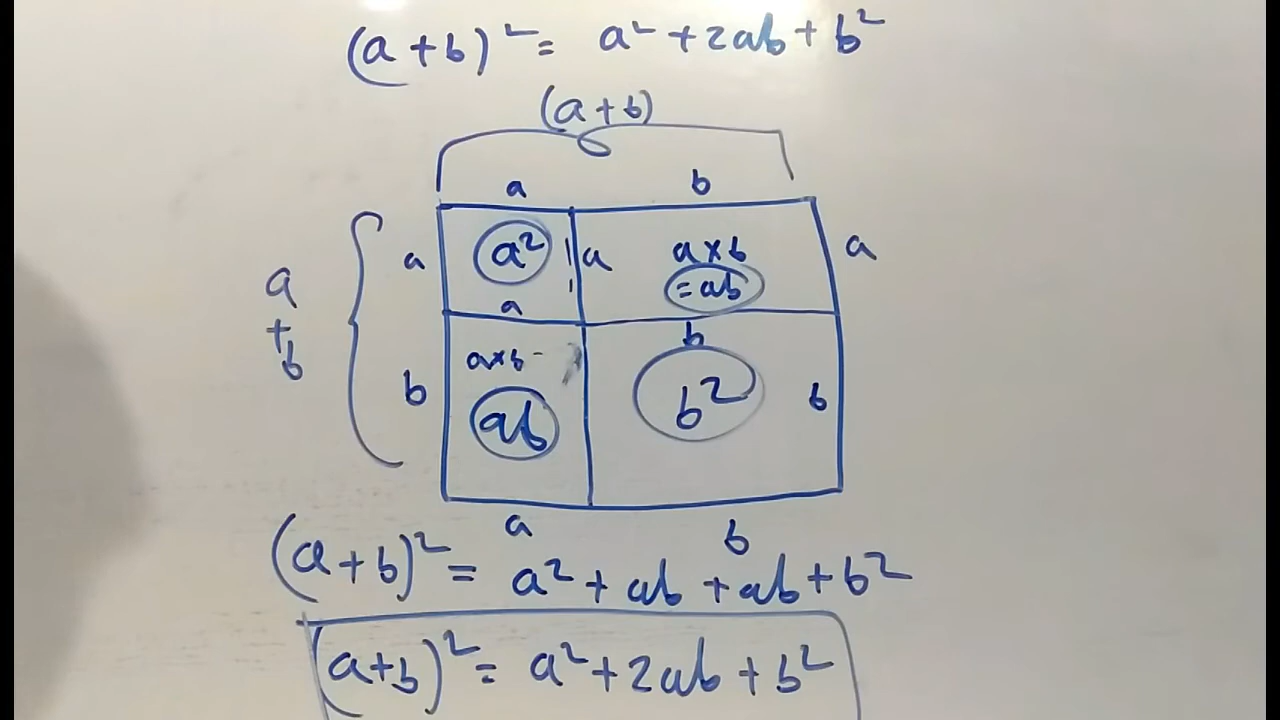 (a+b)² = a² + 2ab + b²
(a+b)
a b
a a² a a×b a
= ab
a b
a + b
a×b
b ab b² b
a b
(a+b)² = a² + ab + ab + b²
(a+b)² = a² + 2ab + b²